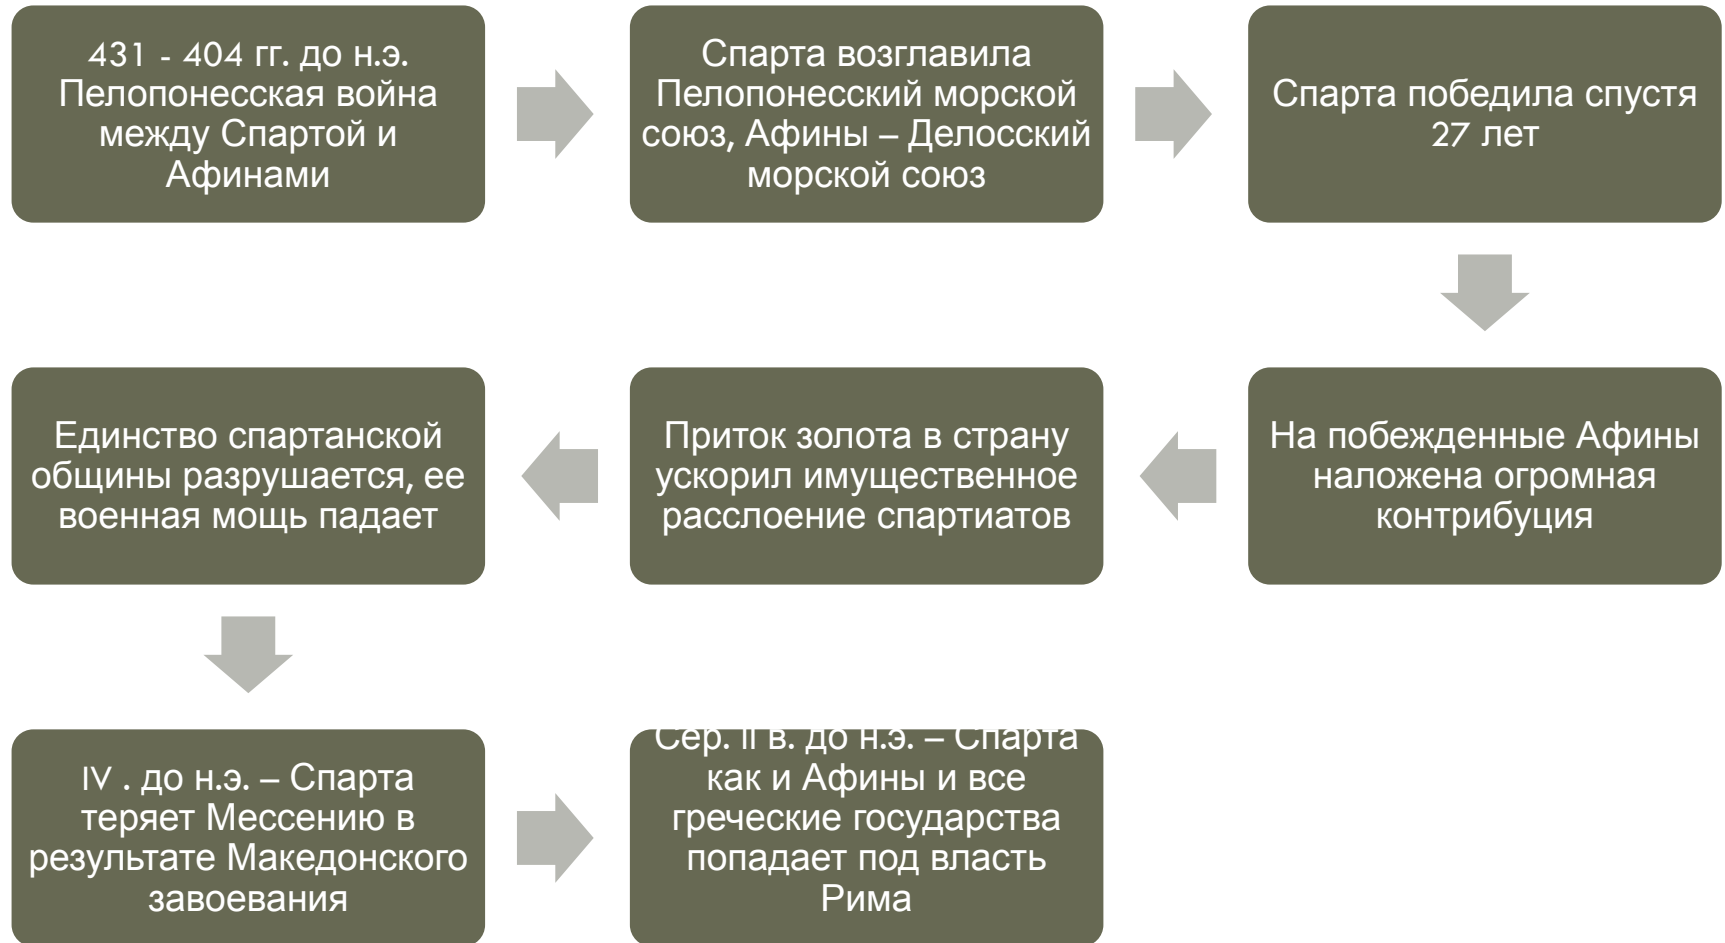 431 - 404 гг. до н.э.
Пелопонесская война
между Спартой и
Афинами
Спарта возглавила
Пелопонесский морской
союз, Афины – Делосский
морской союз
Спарта победила спустя
27 лет
На побежденные Афины
наложена огромная
контрибуция
Приток золота в страну
ускорил имущественное
расслоение спартиатов
Единство спартанской
общины разрушается, ее
военная мощь падает
IV . до н.э. – Спарта
теряет Мессению в
результате Македонского
завоевания
Сер. II в. до н.э. – Спарта
как и Афины и все
греческие государства
попадает под власть
Рима